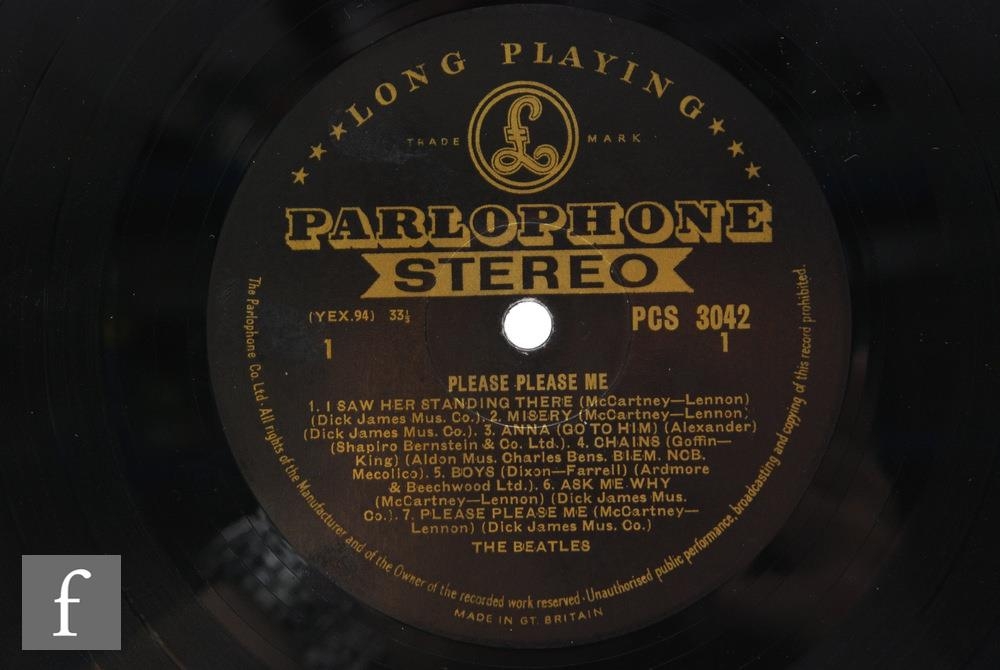 LONG PLAYING
TRADE £ MARK
PARLOPHONE
STEREO
(YEX.94) 33⅓ PCS 3042
1 1
PLEASE PLEASE ME
1. I SAW HER STANDING THERE (McCartney—Lennon)
(Dick James Mus. Co.). 2. MISERY (McCartney—Lennon)
(Dick James Mus. Co.). 3. ANNA (GO TO HIM) (Alexander)
(Shapiro Bernstein & Co. Ltd.). 4. CHAINS (Goffin—
King) (Aldon Mus. Charles Bens. BIEM. NCB.
Mecolico). 5. BOYS (Dixon—Farrell) (Ardmore
& Beechwood Ltd.). 6. ASK ME WHY
(McCartney—Lennon) (Dick James Mus.
Co.). 7. PLEASE PLEASE ME (McCartney—
Lennon) (Dick James Mus. Co.)
THE BEATLES
The Parlophone Co. Ltd · All rights of the Manufacturer and of the Owner of the recorded work reserved · Unauthorised public performance, broadcasting and copying of this record prohibited.
MADE IN GT. BRITAIN
f